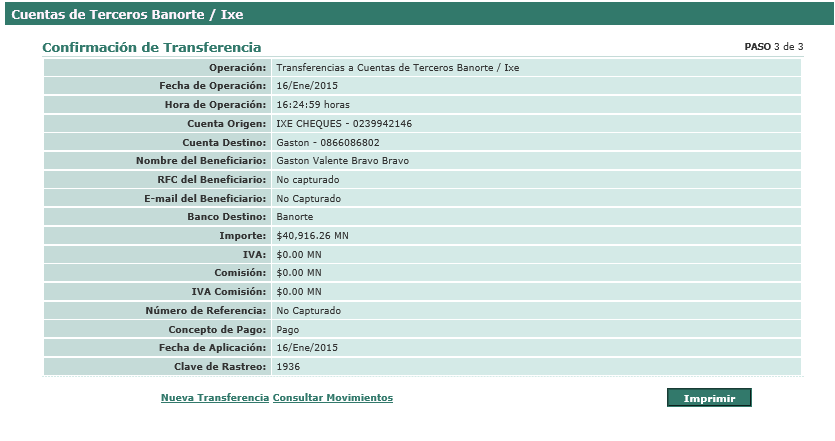 Cuentas de Terceros Banorte / Ixe
Confirmación de Transferencia PASO 3 de 3
Operación: Transferencias a Cuentas de Terceros Banorte / Ixe
Fecha de Operación: 16/Ene/2015
Hora de Operación: 16:24:59 horas
Cuenta Origen: IXE CHEQUES - 0239942146
Cuenta Destino: Gaston - 0866086802
Nombre del Beneficiario: Gaston Valente Bravo Bravo
RFC del Beneficiario: No capturado
E-mail del Beneficiario: No Capturado
Banco Destino: Banorte
Importe: $40,916.26 MN
IVA: $0.00 MN
Comisión: $0.00 MN
IVA Comisión: $0.00 MN
Número de Referencia: No Capturado
Concepto de Pago: Pago
Fecha de Aplicación: 16/Ene/2015
Clave de Rastreo: 1936
Nueva Transferencia Consultar Movimientos Imprimir